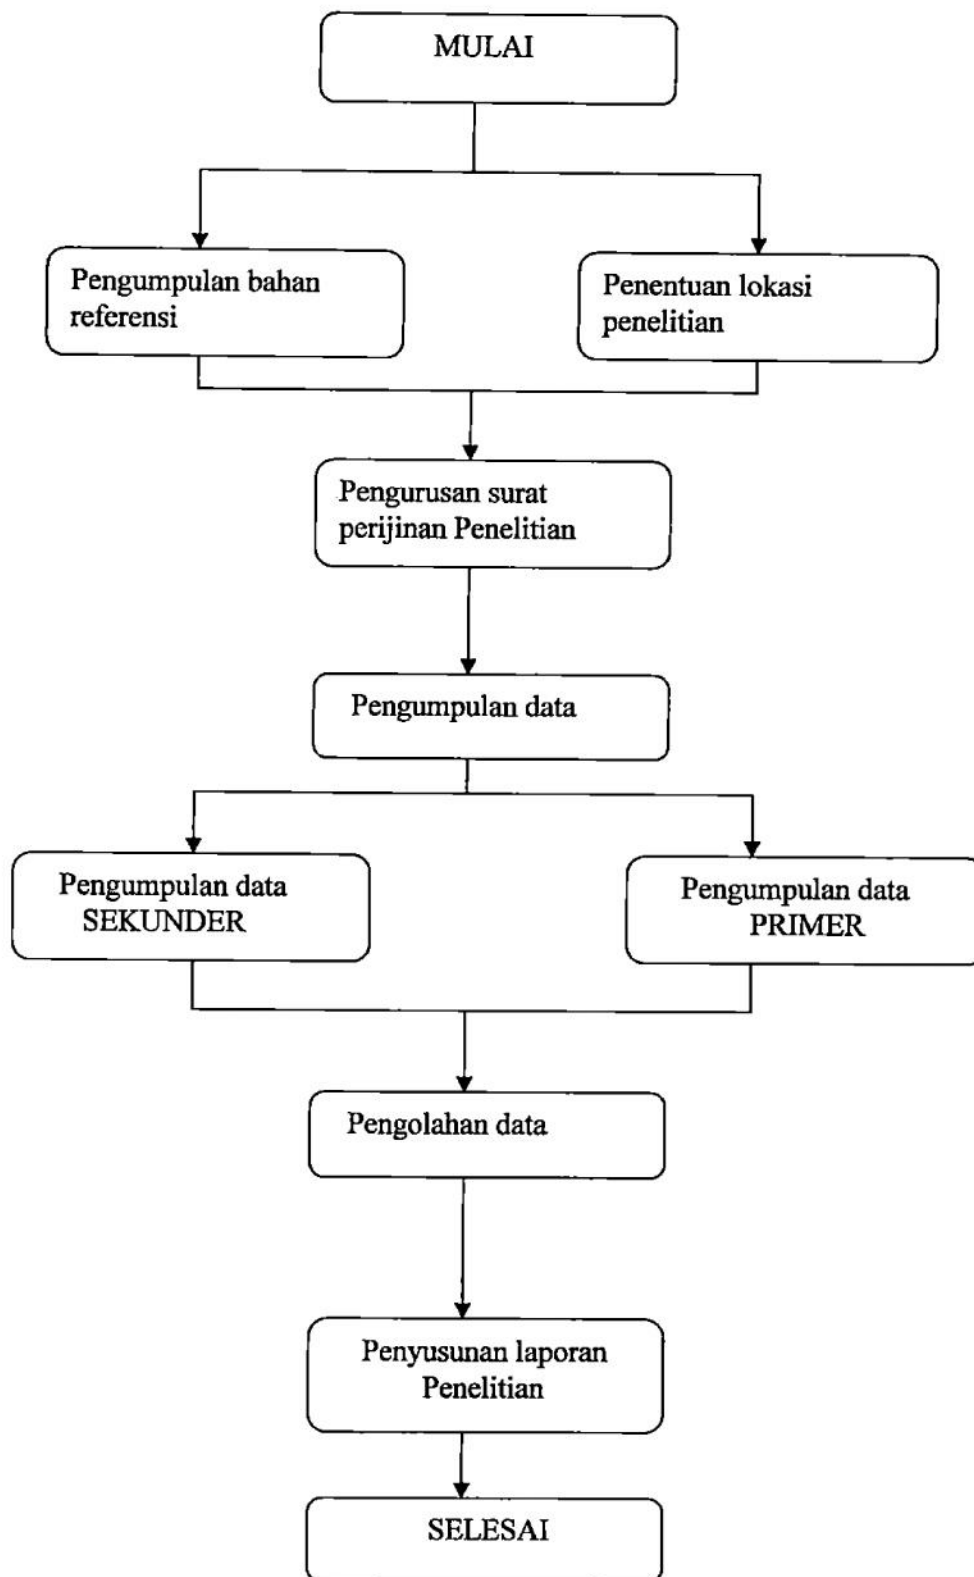 MULAI
Pengumpulan bahan
referensi
Penentuan lokasi
penelitian
Pengurusan surat
perijinan Penelitian
Pengumpulan data
Pengumpulan data
SEKUNDER
Pengumpulan data
PRIMER
Pengolahan data
Penyusunan laporan
Penelitian
SELESAI